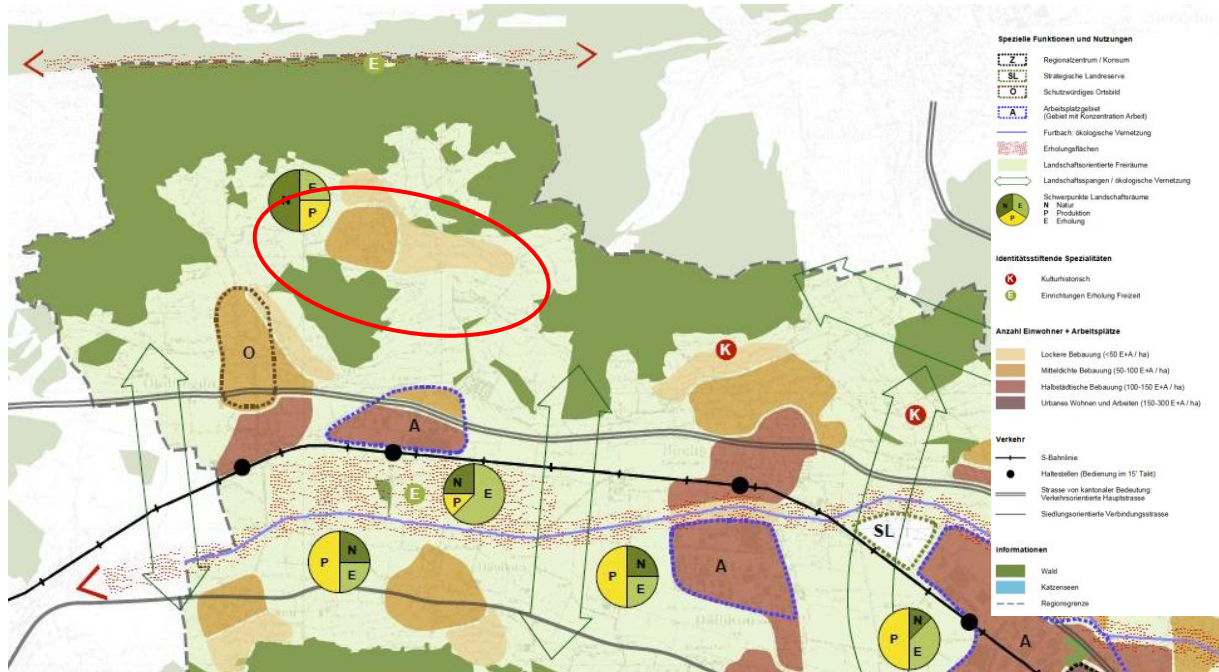 E
N
E
P
O
A
K
K
N
P
E
E
P
N
E
P
N
E
A
SL
P
N
E
A
Spezielle Funktionen und Nutzungen
Z Regionalzentrum / Konsum
SL Strategische Landreserve
O Schutzwürdiges Ortsbild
A Arbeitsplatzgebiet
(Gebiet mit Konzentration Arbeit)
Furtbach: ökologische Vernetzung
Erholungsflächen
Landschaftsorientierte Freiräume
Landschaftsspangen / ökologische Vernetzung
N E P Schwerpunkte Landschaftsräume
N Natur
P Produktion
E Erholung
Identitätsstiftende Spezialitäten
K Kulturhistorisch
E Einrichtungen Erholung Freizeit
Anzahl Einwohner + Arbeitsplätze
Lockere Bebauung (<50 E+A / ha)
Mitteldichte Bebauung (50-100 E+A / ha)
Halbstädtische Bebauung (100-150 E+A / ha)
Urbanes Wohnen und Arbeiten (150-300 E+A / ha)
Verkehr
S-Bahnlinie
Haltestellen (Bedienung im 15' Takt)
Strasse von kantonaler Bedeutung:
Verkehrsorientierte Hauptstrasse
Siedlungsorientierte Verbindungsstrasse
Informationen
Wald
Katzenseen
Regionsgrenze